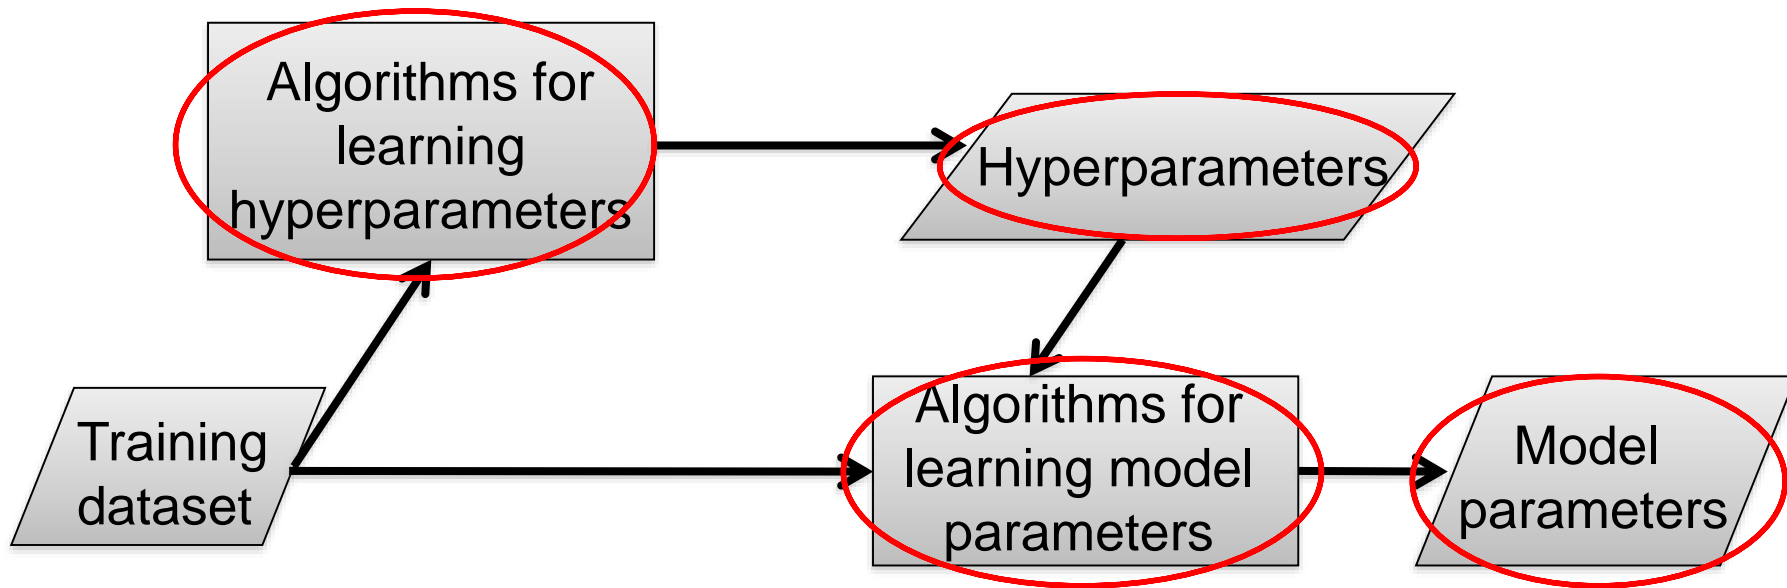 Algorithms for
learning
hyperparameters
Hyperparameters
Training
dataset
Algorithms for
learning model
parameters
Model
parameters